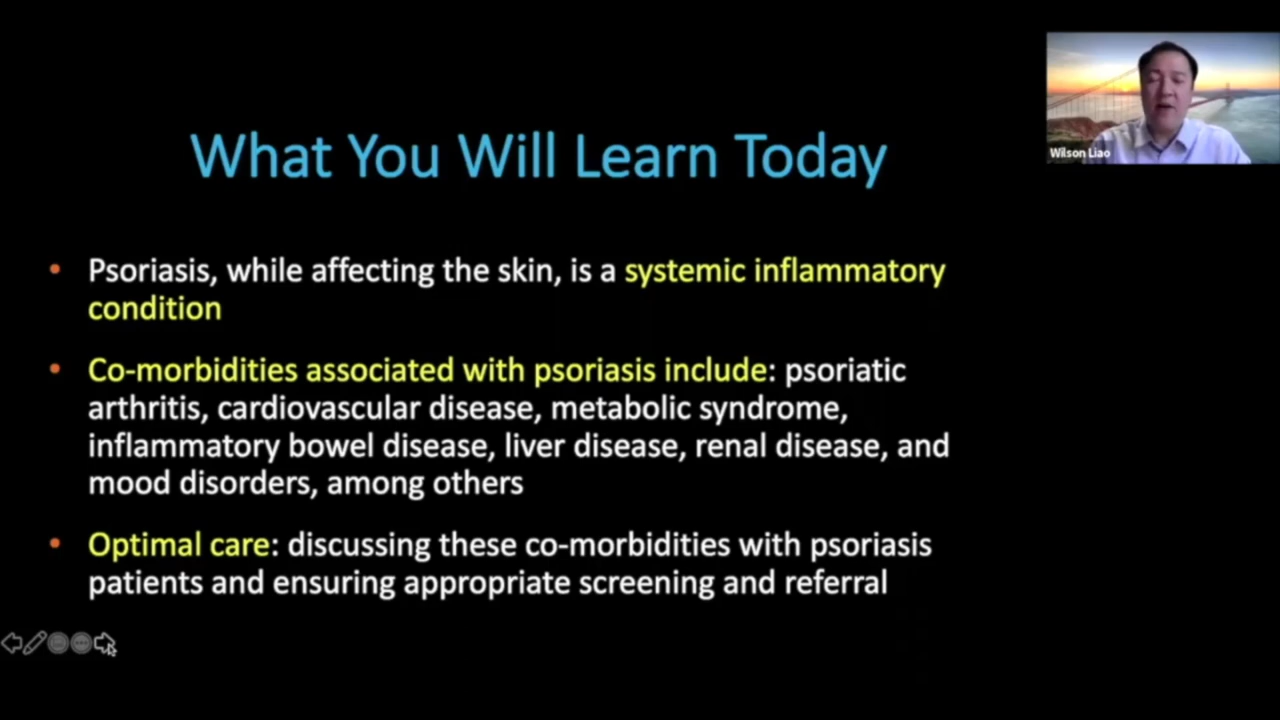 What You Will Learn Today
Wilson Liao
• Psoriasis, while affecting the skin, is a systemic inflammatory
condition
• Co-morbidities associated with psoriasis include: psoriatic
arthritis, cardiovascular disease, metabolic syndrome,
inflammatory bowel disease, liver disease, renal disease, and
mood disorders, among others
• Optimal care: discussing these co-morbidities with psoriasis
patients and ensuring appropriate screening and referral